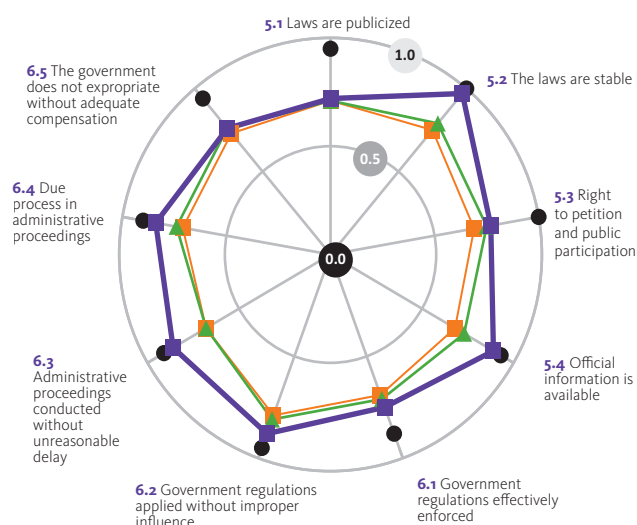 5.1 Laws are publicized
1.0
5.2 The laws are stable
0.5
5.3 Right
to petition
and public
participation
0.0
5.4 Official
information is
available
6.1 Government
regulations effectively
enforced
6.2 Government regulations
applied without improper
influence
6.3
Administrative
proceedings
conducted
without
unreasonable
delay
6.4 Due
process in
administrative
proceedings
6.5 The government
does not expropriate
without adequate
compensation